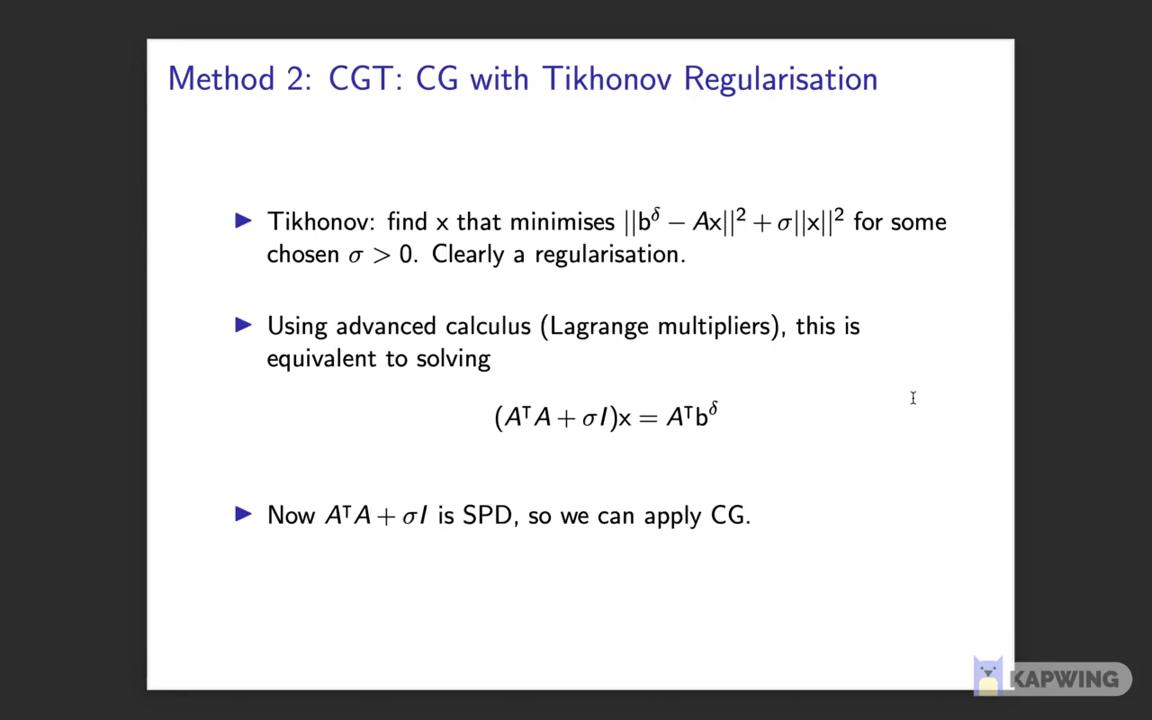 Method 2: CGT: CG with Tikhonov Regularisation
▶ Tikhonov: find x that minimises ||b^δ − Ax||² + σ||x||² for some
chosen σ > 0. Clearly a regularisation.
▶ Using advanced calculus (Lagrange multipliers), this is
equivalent to solving
(AᵀA + σI)x = Aᵀb^δ
▶ Now AᵀA + σI is SPD, so we can apply CG.
KAPWING